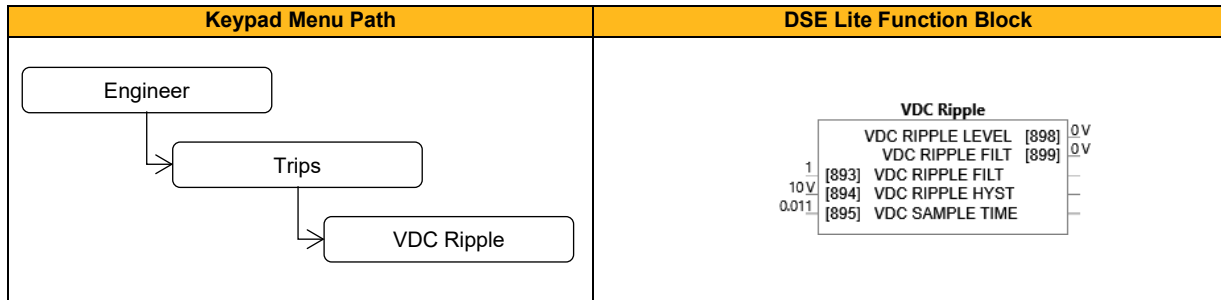 Keypad Menu Path
DSE Lite Function Block
Engineer
Trips
VDC Ripple
VDC Ripple
VDC RIPPLE LEVEL [898] 0 V
VDC RIPPLE FILT [899] 0 V
1 [893] VDC RIPPLE FILT
10 V [894] VDC RIPPLE HYST
0.011 [895] VDC SAMPLE TIME